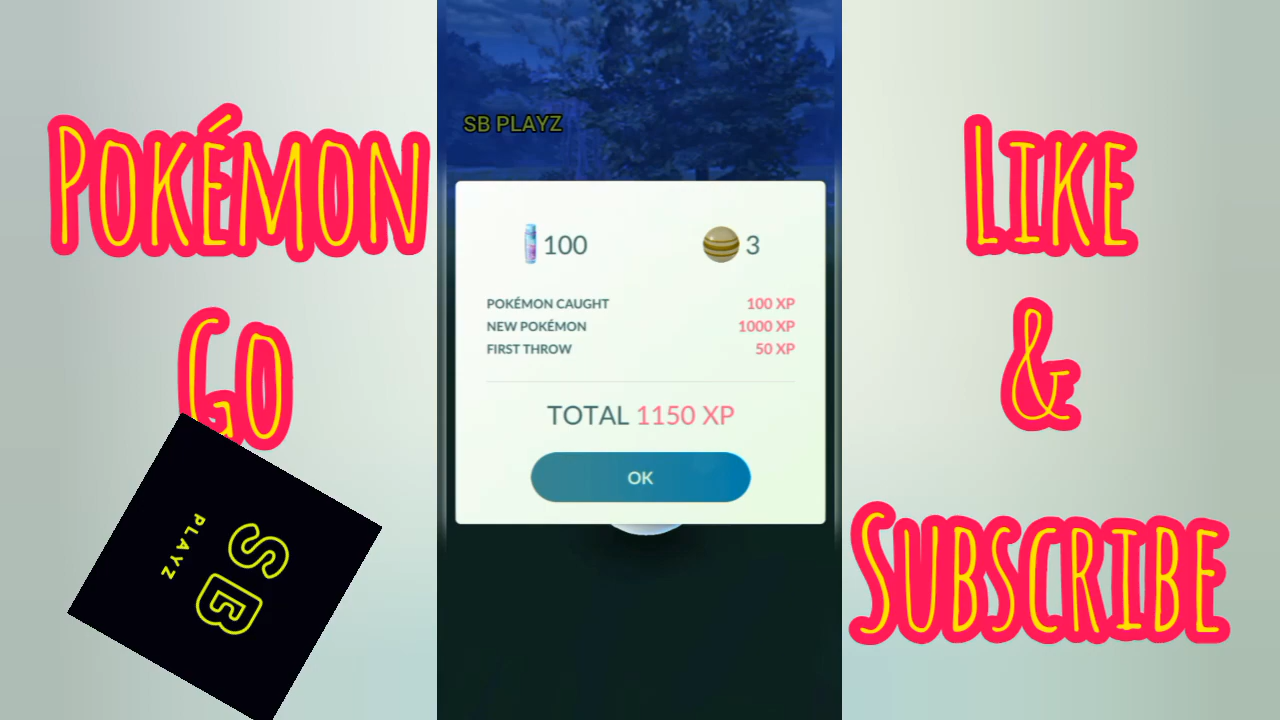 POKÉMON
GO
SB
PLAYZ
SB PLAYZ
100
3
POKÉMON CAUGHT 100 XP
NEW POKÉMON 1000 XP
FIRST THROW 50 XP
TOTAL 1150 XP
OK
LIKE
&
SUBSCRIBE